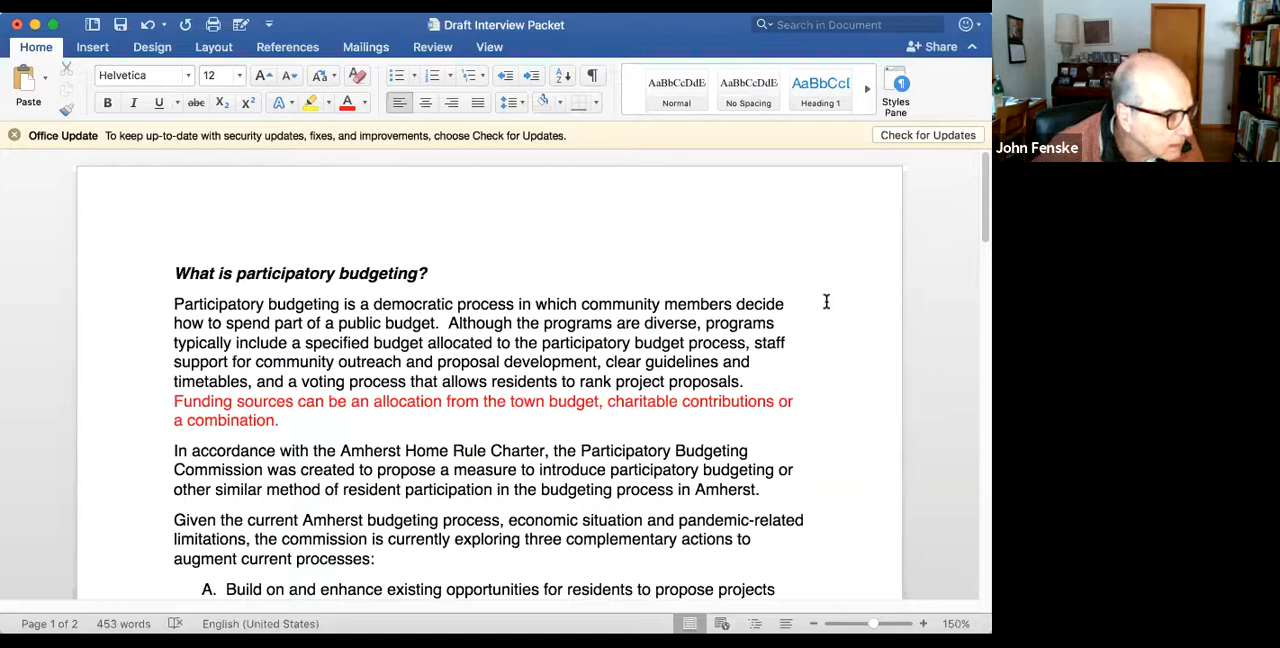 Draft Interview Packet
Search in Document
Home Insert Design Layout References Mailings Review View Share
Paste
Helvetica 12
B I U abc X₂ X² A A
AaBbCcDdE AaBbCcDdE AaBbCcI
Normal No Spacing Heading 1
Styles
Pane
Office Update To keep up-to-date with security updates, fixes, and improvements, choose Check for Updates. Check for Updates
John Fenske
What is participatory budgeting?
Participatory budgeting is a democratic process in which community members decide
how to spend part of a public budget.  Although the programs are diverse, programs
typically include a specified budget allocated to the participatory budget process, staff
support for community outreach and proposal development, clear guidelines and
timetables, and a voting process that allows residents to rank project proposals.
Funding sources can be an allocation from the town budget, charitable contributions or
a combination.
In accordance with the Amherst Home Rule Charter, the Participatory Budgeting
Commission was created to propose a measure to introduce participatory budgeting or
other similar method of resident participation in the budgeting process in Amherst.
Given the current Amherst budgeting process, economic situation and pandemic-related
limitations, the commission is currently exploring three complementary actions to
augment current processes:
A. Build on and enhance existing opportunities for residents to propose projects
Page 1 of 2 453 words English (United States) 150%